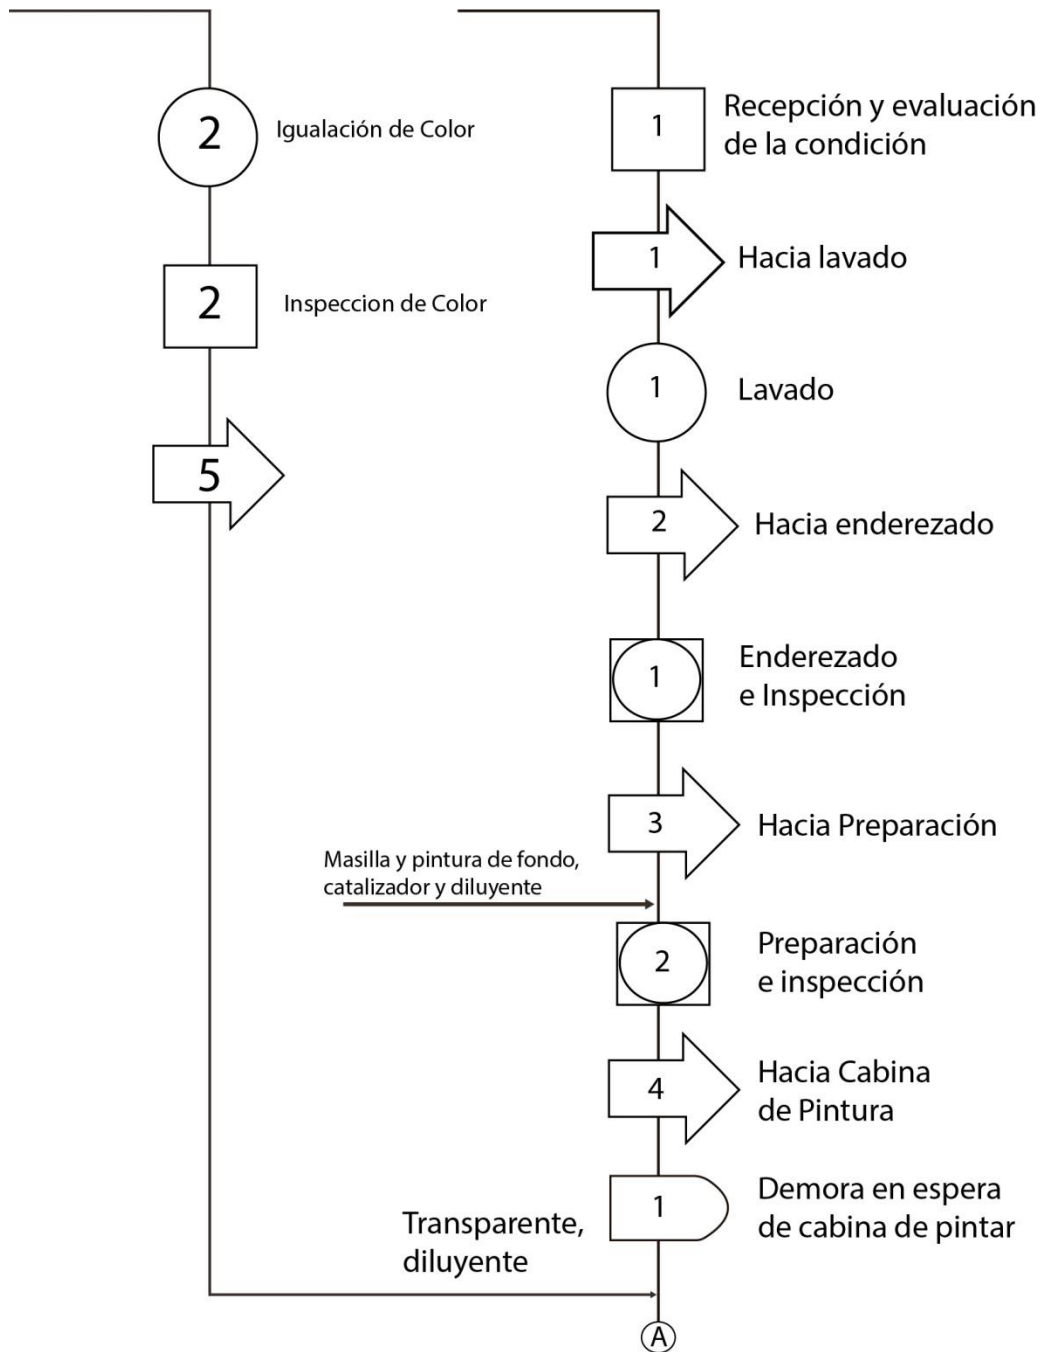 2
Igualación de Color
2
Inspeccion de Color
5
1
Recepción y evaluación
de la condición
1
Hacia lavado
1
Lavado
2
Hacia enderezado
1
Enderezado
e Inspección
3
Hacia Preparación
Masilla y pintura de fondo,
catalizador y diluyente
2
Preparación
e inspección
4
Hacia Cabina
de Pintura
1
Demora en espera
de cabina de pintar
Transparente,
diluyente
A